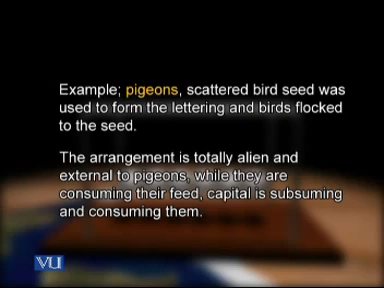 Example; pigeons, scattered bird seed was
used to form the lettering and birds flocked
to the seed.
The arrangement is totally alien and
external to pigeons, while they are
consuming their feed, capital is subsuming
and consuming them.
VU